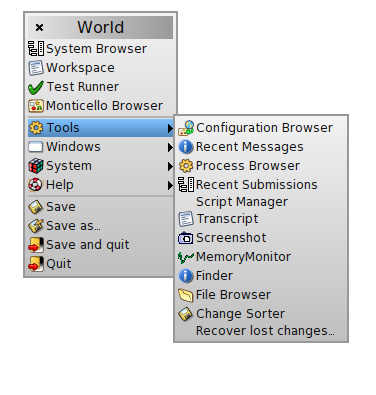 World
System Browser
Workspace
Test Runner
Monticello Browser
Tools
Windows
System
Help
Save
Save as...
Save and quit
Quit
Configuration Browser
Recent Messages
Process Browser
Recent Submissions
Script Manager
Transcript
Screenshot
MemoryMonitor
Finder
File Browser
Change Sorter
Recover lost changes...